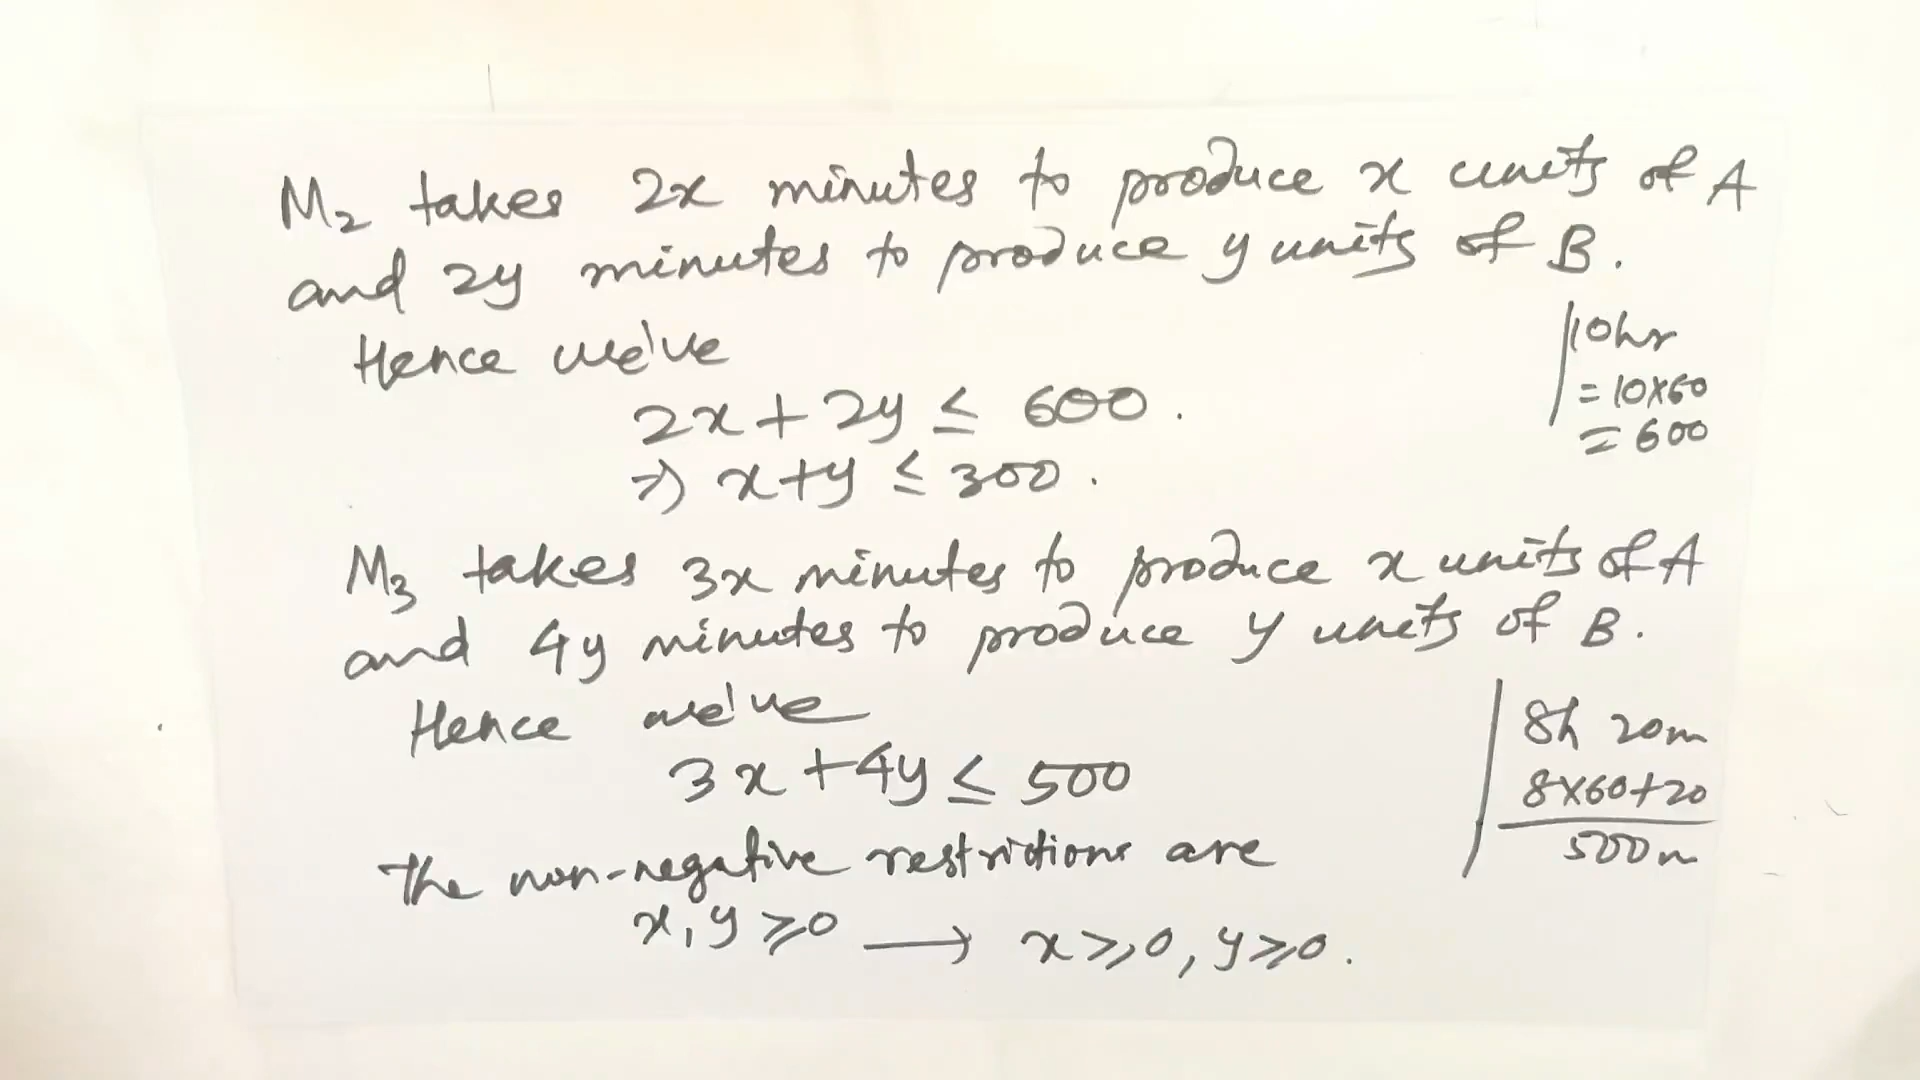 M₂ takes 2x minutes to produce x units of A
and 2y minutes to produce y units of B.
Hence we've
10hr
= 10x60
= 600
2x + 2y ≤ 600.
⇒ x+y ≤ 300.
M₃ takes 3x minutes to produce x units of A
and 4y minutes to produce y units of B.
Hence we've
8h 20m
8x60+20
500m
3x + 4y ≤ 500
The non-negative restrictions are
x, y ≥ 0 → x ≥ 0, y ≥ 0.